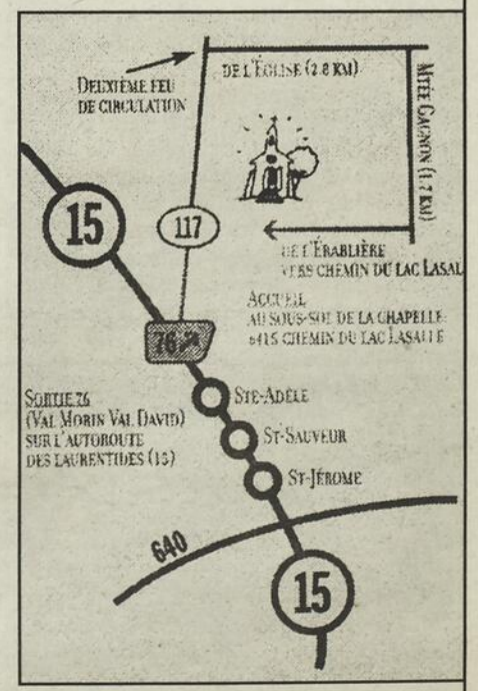 DEUXIÈME FEU
DE CIRCULATION
DE L'ÉGLISE (2.8 KM)
MTÉE GAGNON (1.7 KM)
15
117
DE L'ÉRABLIÈRE
VERS CHEMIN DU LAC LASAL
ACCUEIL
AU SOUS-SOL DE LA CHAPELLE
CHEMIN DU LAC LASALLE
76
SORTIE 76
(VAL MORIN VAL DAVID)
SUR L'AUTOROUTE
DES LAURENTIDES (15)
STE-ADÈLE
ST-SAUVEUR
ST-JÉROME
640
15